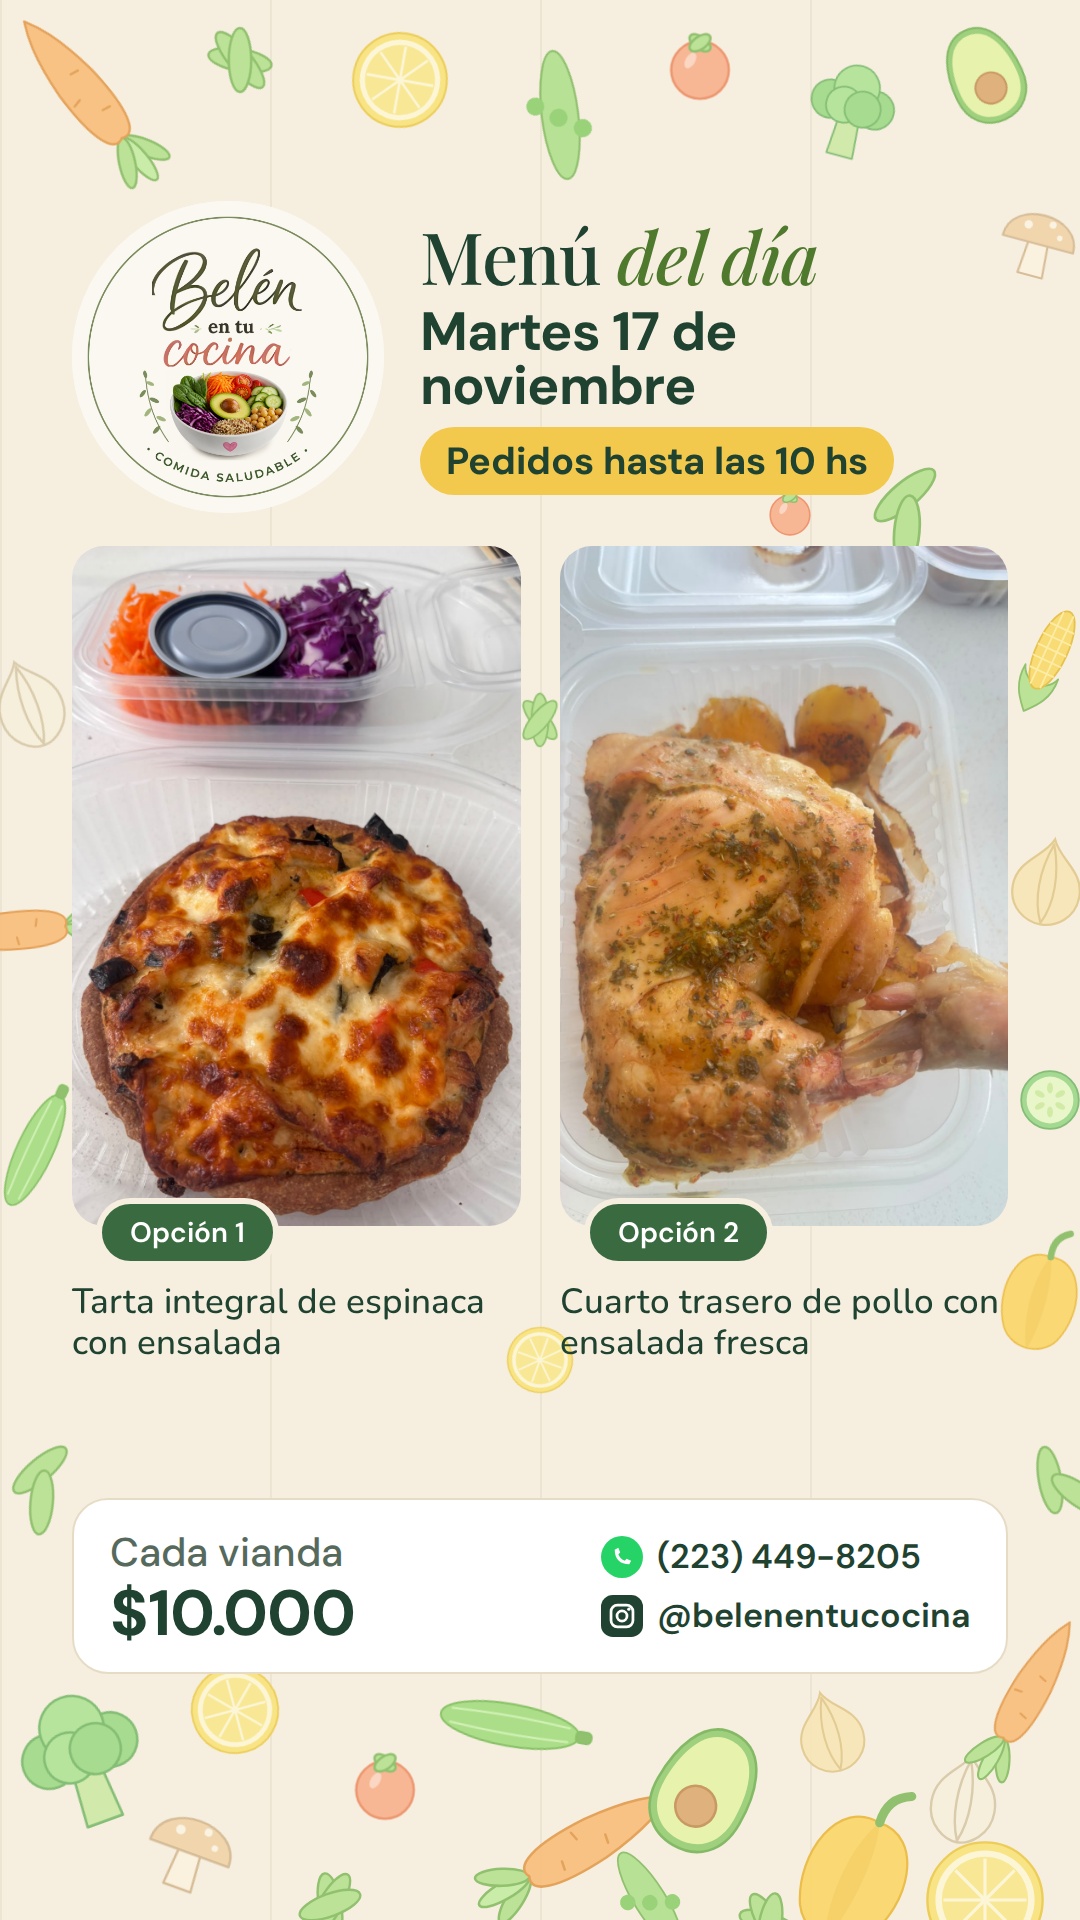 Belén
en tu
cocina
· COMIDA SALUDABLE ·
Menú del día
Martes 17 de
noviembre
Pedidos hasta las 10 hs
Opción 1
Tarta integral de espinaca
con ensalada
Opción 2
Cuarto trasero de pollo con
ensalada fresca
Cada vianda
$10.000
(223) 449-8205
@belenentucocina